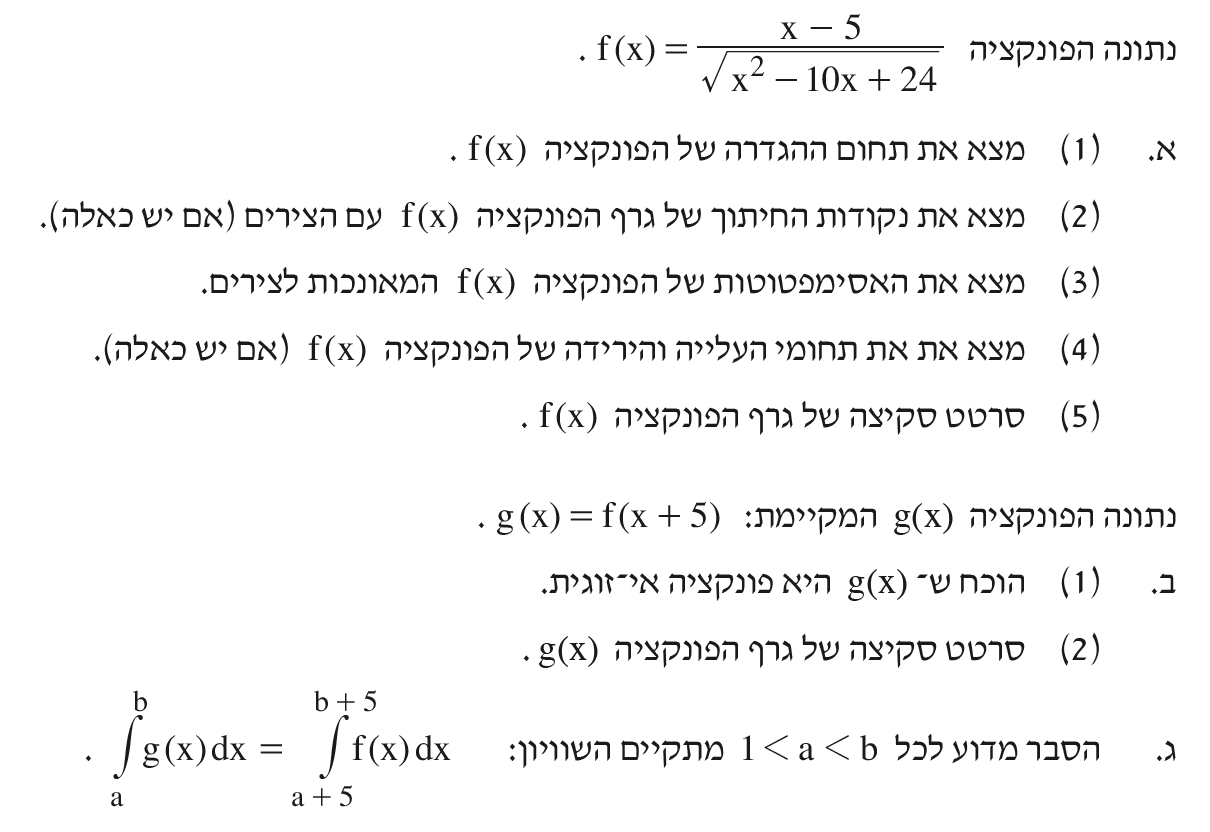 נתונה הפונקציה f(x) = \frac{x − 5}{\sqrt{x^2 − 10x + 24}} .
א. (1) מצא את תחום ההגדרה של הפונקציה f(x) .
(2) מצא את נקודות החיתוך של גרף הפונקציה f(x) עם הצירים (אם יש כאלה).
(3) מצא את האסימפטוטות של הפונקציה f(x) המאונכות לצירים.
(4) מצא את את תחומי העלייה והירידה של הפונקציה f(x) (אם יש כאלה).
(5) סרטט סקיצה של גרף הפונקציה f(x) .
נתונה הפונקציה g(x) המקיימת: g(x) = f(x + 5) .
ב. (1) הוכח ש־ g(x) היא פונקציה אי־זוגית.
(2) סרטט סקיצה של גרף הפונקציה g(x) .
ג. הסבר מדוע לכל 1 < a < b מתקיים השוויון: \int_{a}^{b} g(x) dx = \int_{a+5}^{b+5} f(x) dx .